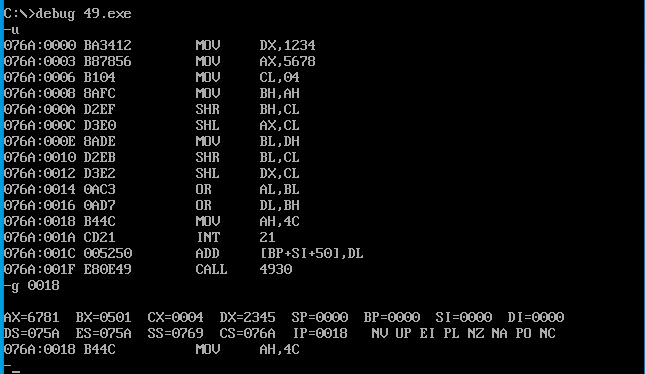 C:\>debug 49.exe
-u
076A:0000 BA3412        MOV     DX,1234
076A:0003 B87856        MOV     AX,5678
076A:0006 B104          MOV     CL,04
076A:0008 8AFC          MOV     BH,AH
076A:000A D2EF          SHR     BH,CL
076A:000C D3E0          SHL     AX,CL
076A:000E 8ADE          MOV     BL,DH
076A:0010 D2EB          SHR     BL,CL
076A:0012 D3E2          SHL     DX,CL
076A:0014 0AC3          OR      AL,BL
076A:0016 0AD7          OR      DL,BH
076A:0018 B44C          MOV     AH,4C
076A:001A CD21          INT     21
076A:001C 005250        ADD     [BP+SI+50],DL
076A:001F E80E49        CALL    4930
-g 0018
AX=6781  BX=0501  CX=0004  DX=2345  SP=0000  BP=0000  SI=0000  DI=0000
DS=075A  ES=075A  SS=0769  CS=076A  IP=0018   NV UP EI PL NZ NA PO NC
076A:0018 B44C          MOV     AH,4C
-